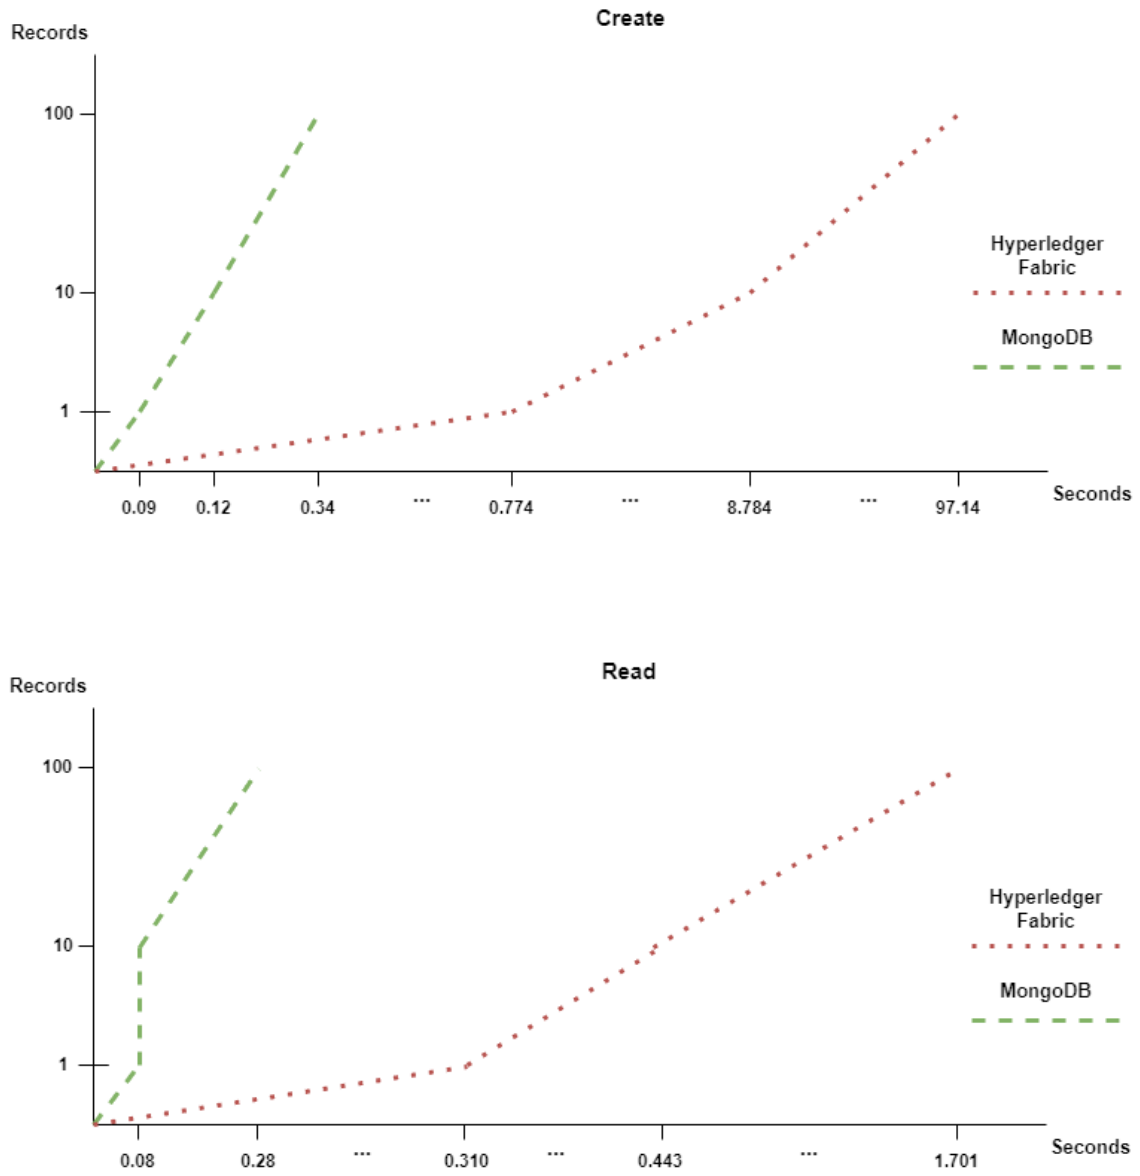 Create
Records
100
10
1
Hyperledger
Fabric
MongoDB
0.09 0.12 0.34 ... 0.774 ... 8.784 ... 97.14
Seconds
Read
Records
100
10
1
Hyperledger
Fabric
MongoDB
0.08 0.28 ... 0.310 ... 0.443 ... 1.701
Seconds